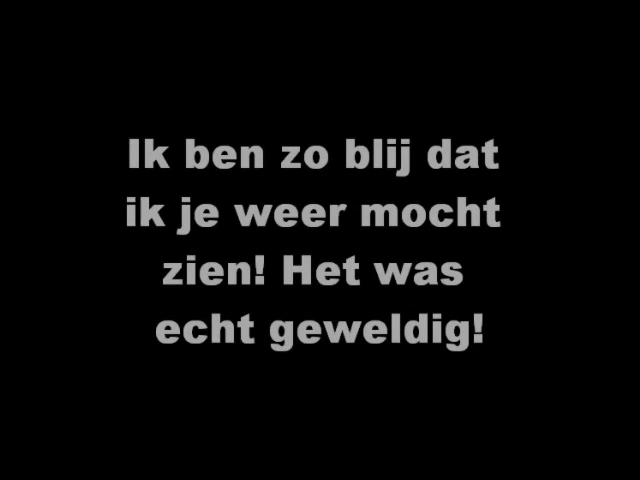 Ik ben zo blij dat
ik je weer mocht
zien! Het was
echt geweldig!